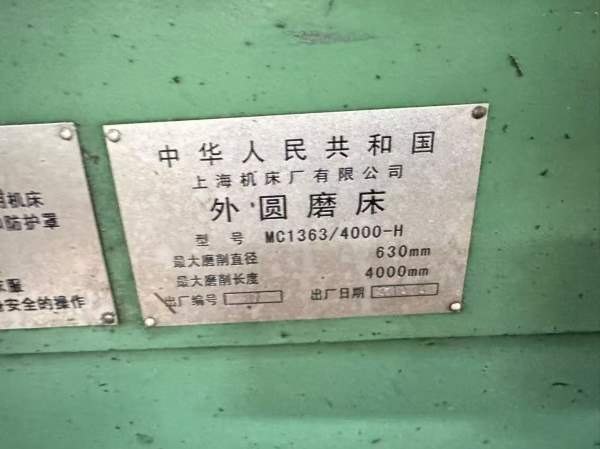 中华人民共和国
上海机床厂有限公司
外圆磨床
型号 MC1363/4000-H
最大磨削直径 630mm
最大磨削长度 4000mm
出厂编号 出厂日期
机床
防护罩
安全的操作